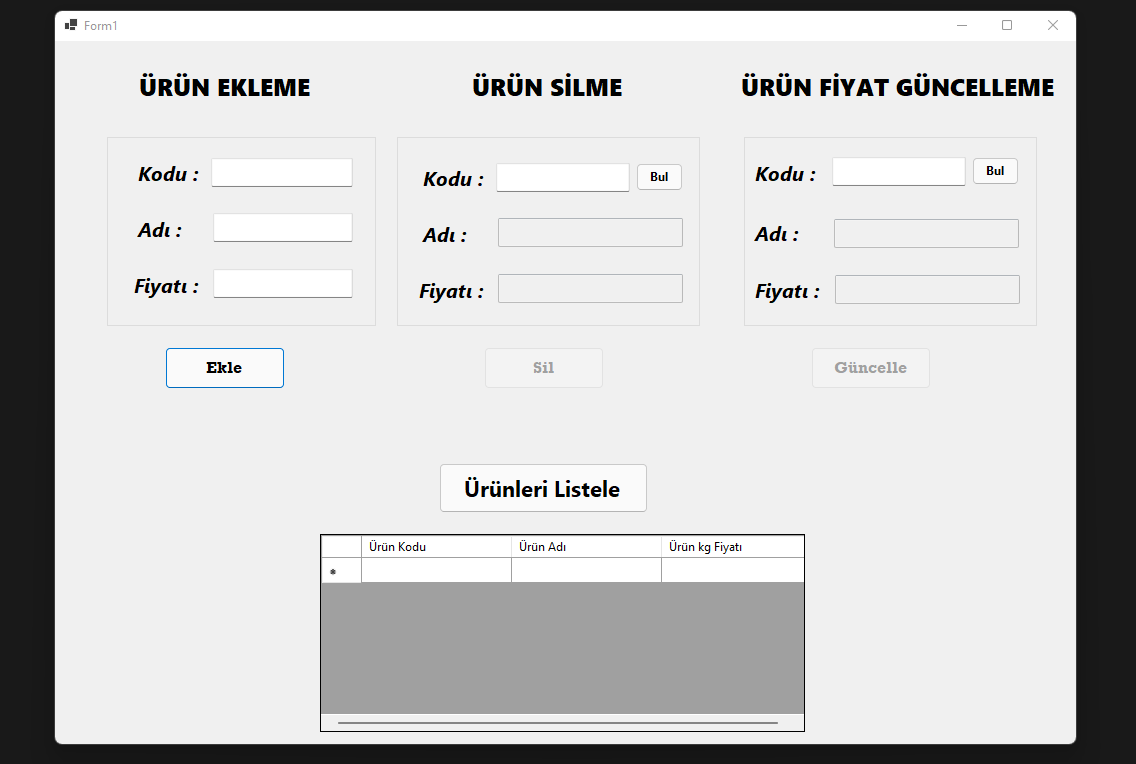 Form1
ÜRÜN EKLEME
Kodu :
Adı :
Fiyatı :
Ekle
ÜRÜN SİLME
Kodu :
Bul
Adı :
Fiyatı :
Sil
ÜRÜN FİYAT GÜNCELLEME
Kodu :
Bul
Adı :
Fiyatı :
Güncelle
Ürünleri Listele
Ürün Kodu Ürün Adı Ürün kg Fiyatı
*